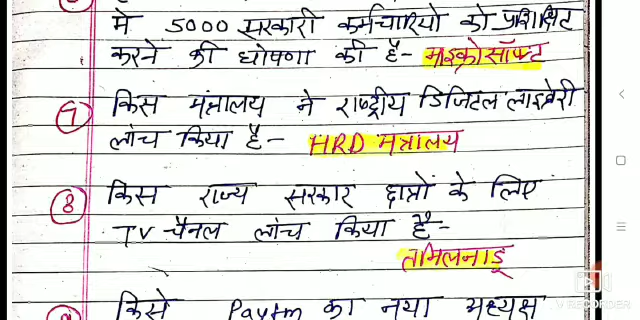 में 5000 सरकारी कर्मचारियो को प्रशिक्षित
करने की घोषणा की है- माइक्रोसॉफ्ट
7 किस मंत्रालय ने राष्ट्रीय डिजिटल लाइब्रेरी
लांच किया है- HRD मंत्रालय
8 किस राज्य सरकार छात्रों के लिए
TV चैनल लांच किया है-
तमिलनाडू
किसे Paytm का नया अध्यक्ष
V RECORDER